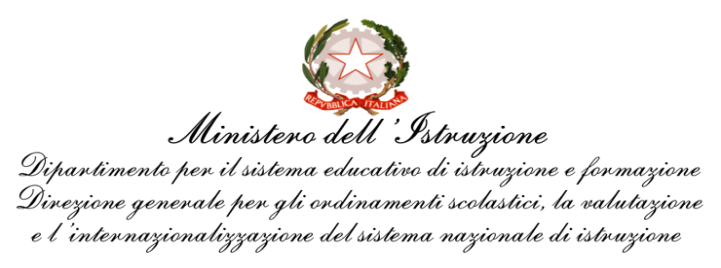 REPVBBLICA ITALIANA
Ministero dell'Istruzione
Dipartimento per il sistema educativo di istruzione e formazione
Direzione generale per gli ordinamenti scolastici, la valutazione
e l'internazionalizzazione del sistema nazionale di istruzione